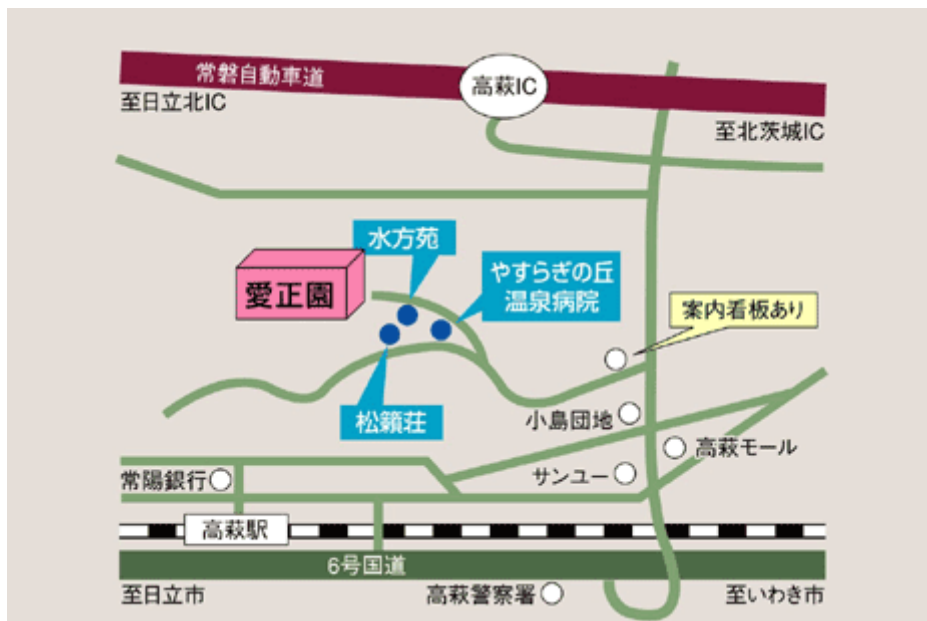 常磐自動車道
高萩IC
至日立北IC
至北茨城IC
水方苑
やすらぎの丘
温泉病院
愛正園
案内看板あり
松籟荘
小島団地
高萩モール
常陽銀行
サンユー
高萩駅
6号国道
至日立市
高萩警察署
至いわき市